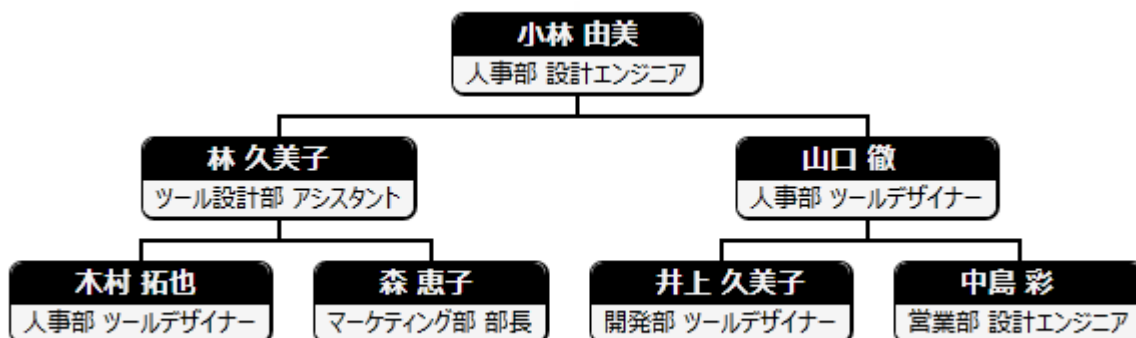 小林 由美
人事部 設計エンジニア
林 久美子
ツール設計部 アシスタント
山口 徹
人事部 ツールデザイナー
木村 拓也
人事部 ツールデザイナー
森 恵子
マーケティング部 部長
井上 久美子
開発部 ツールデザイナー
中島 彩
営業部 設計エンジニア